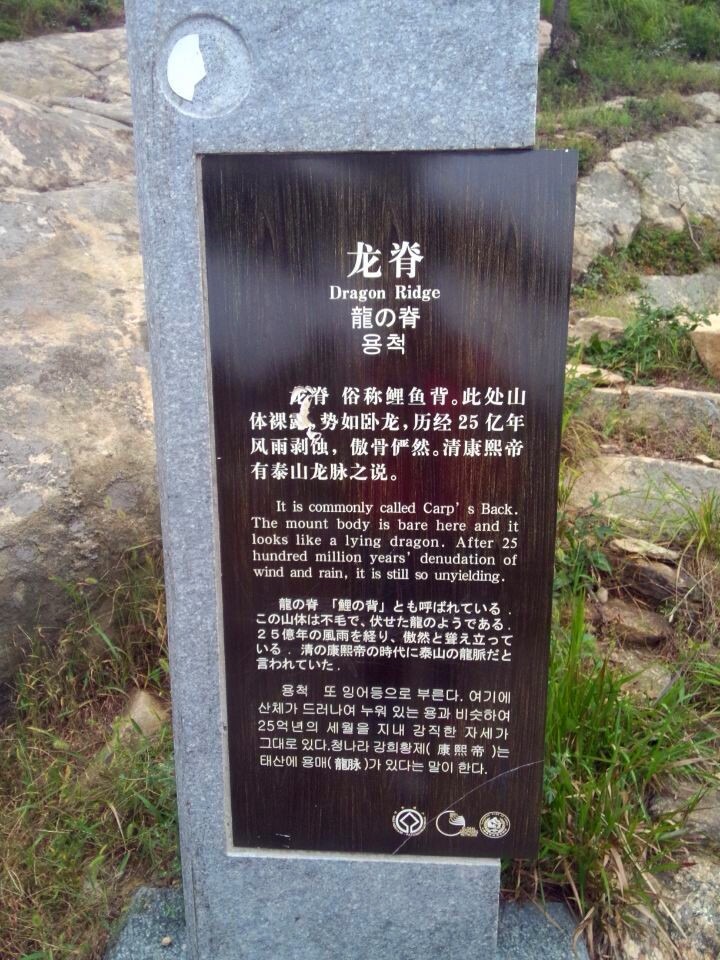 龙脊
Dragon Ridge
龍の脊
용척
龙脊 俗称鲤鱼背。此处山
体裸露,势如卧龙,历经 25 亿年
风雨剥蚀，傲骨俨然。清康熙帝
有泰山龙脉之说。
It is commonly called Carp's Back.
The mount body is bare here and it
looks like a lying dragon. After 25
hundred million years' denudation of
wind and rain, it is still so unyielding.
龍の脊 「鯉の背」とも呼ばれている．
この山体は不毛で、伏せた龍のようである．
２５億年の風雨を経り、傲然と聳え立って
いる．清の康熙帝の時代に泰山の龍脈だと
言われていた．
용척 또 잉어등으로 부른다. 여기에
산체가 드러나여 누워 있는 용과 비슷하여
25억년의 세월을 지내 강직한 자세가
그대로 있다.청나라 강희황제( 康熙帝 )는
태산에 용매(龍脉)가 있다는 말이 한다.